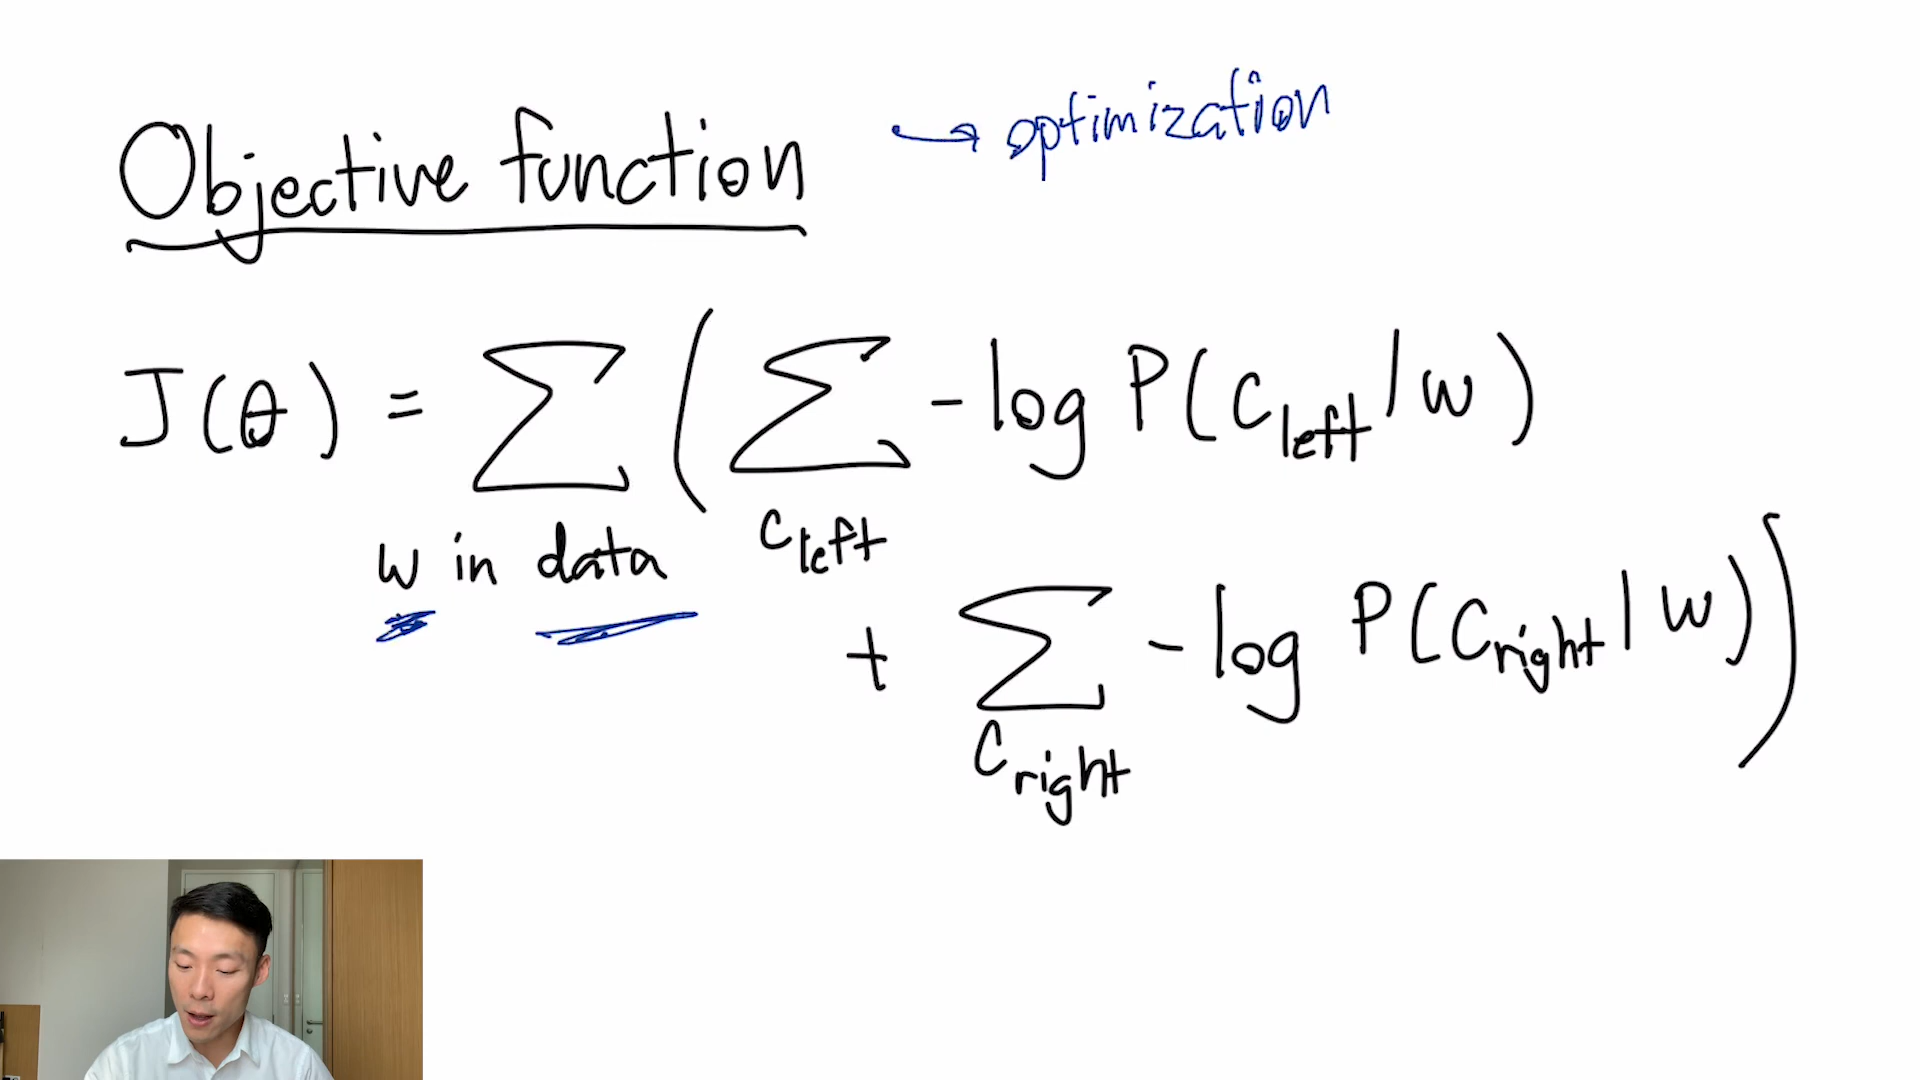 Objective function → optimization
J(θ) = ∑ ( ∑ - log P(C_left | w)
w in data C_left
+ ∑ - log P(C_right | w) )
C_right